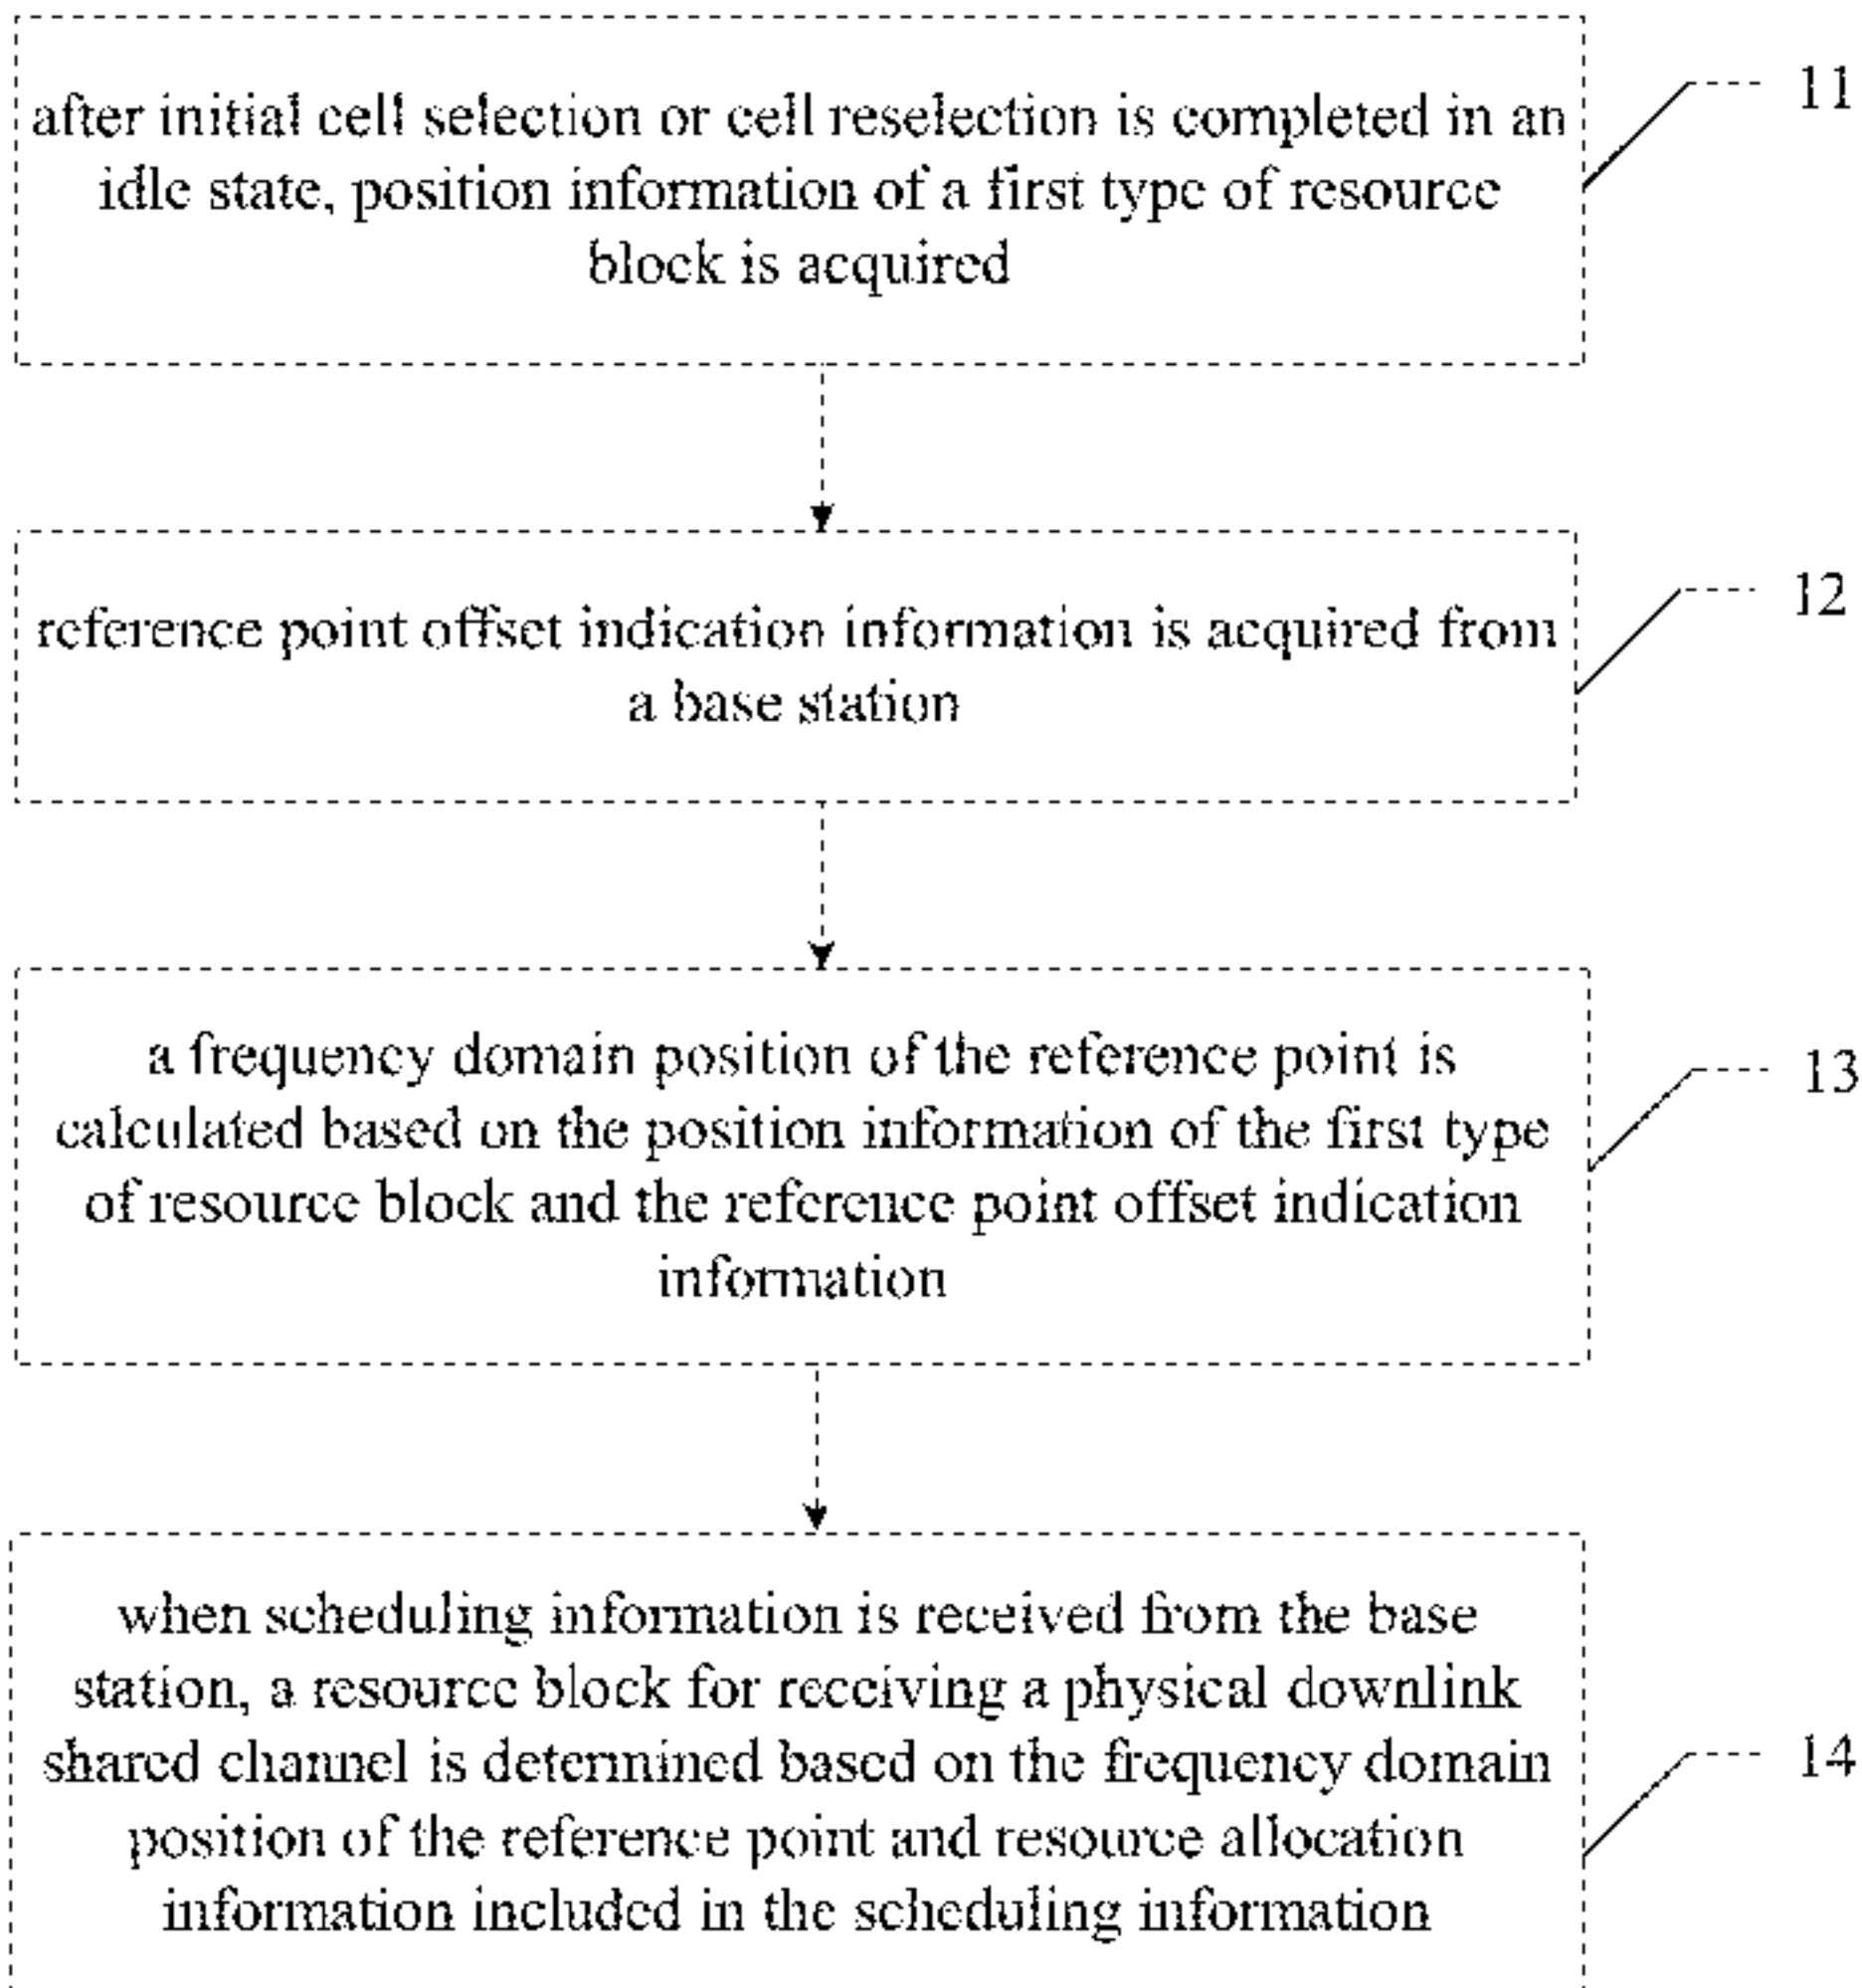 after initial cell selection or cell reselection is completed in an
idle state, position information of a first type of resource
block is acquired
11
reference point offset indication information is acquired from
a base station
12
a frequency domain position of the reference point is
calculated based on the position information of the first type
of resource block and the reference point offset indication
information
13
when scheduling information is received from the base
station, a resource block for receiving a physical downlink
shared channel is determined based on the frequency domain
position of the reference point and resource allocation
information included in the scheduling information
14